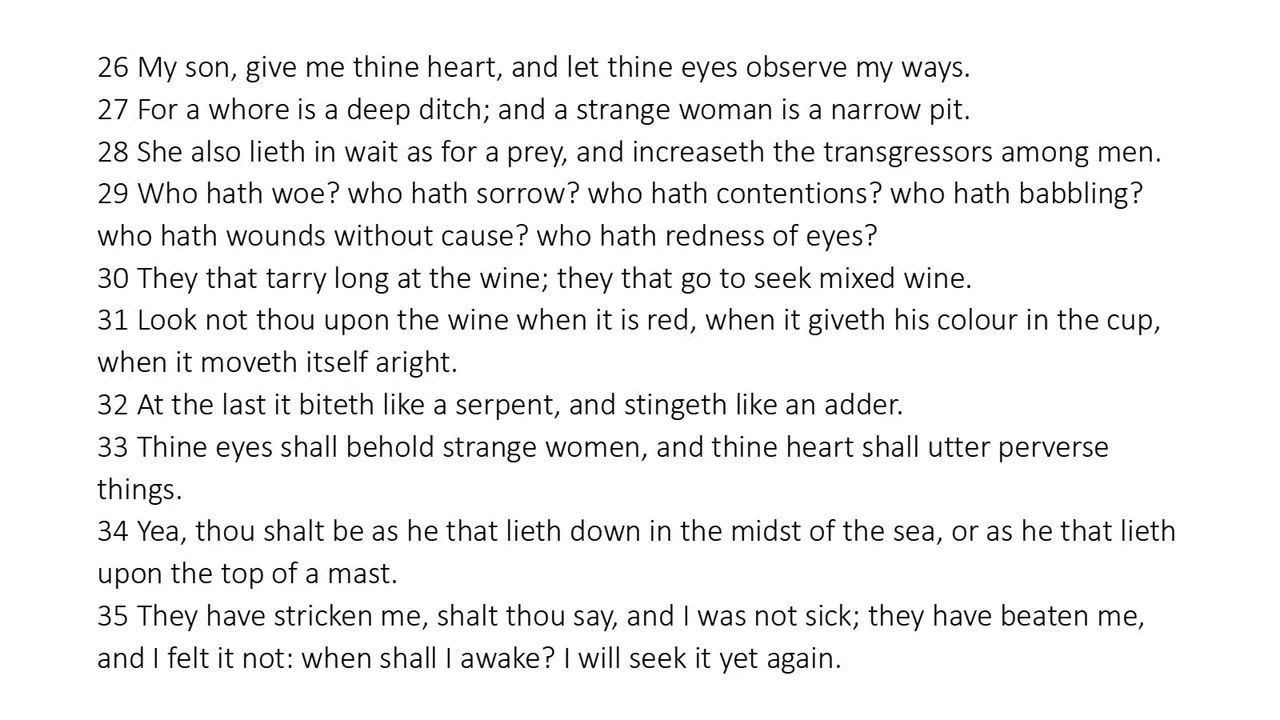 26 My son, give me thine heart, and let thine eyes observe my ways.
27 For a whore is a deep ditch; and a strange woman is a narrow pit.
28 She also lieth in wait as for a prey, and increaseth the transgressors among men.
29 Who hath woe? who hath sorrow? who hath contentions? who hath babbling?
who hath wounds without cause? who hath redness of eyes?
30 They that tarry long at the wine; they that go to seek mixed wine.
31 Look not thou upon the wine when it is red, when it giveth his colour in the cup,
when it moveth itself aright.
32 At the last it biteth like a serpent, and stingeth like an adder.
33 Thine eyes shall behold strange women, and thine heart shall utter perverse
things.
34 Yea, thou shalt be as he that lieth down in the midst of the sea, or as he that lieth
upon the top of a mast.
35 They have stricken me, shalt thou say, and I was not sick; they have beaten me,
and I felt it not: when shall I awake? I will seek it yet again.